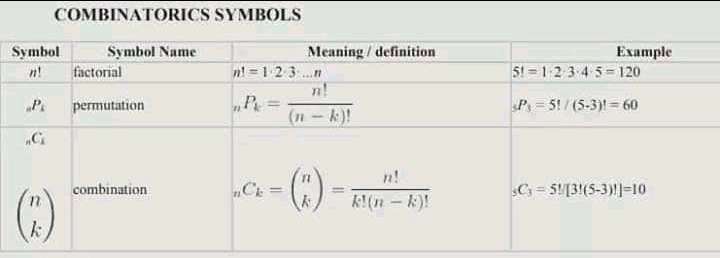 COMBINATORICS SYMBOLS
Symbol Symbol Name Meaning / definition Example
n! factorial n! = 1·2·3·...n 5! = 1·2·3·4·5 = 120
ₙPₖ permutation ₙPₖ = n! / (n − k)! ₅P₃ = 5! / (5-3)! = 60
ₙCₖ
(n k) combination ₙCₖ = (n k) = n! / k!(n − k)! ₅C₃ = 5!/[3!(5-3)!]=10